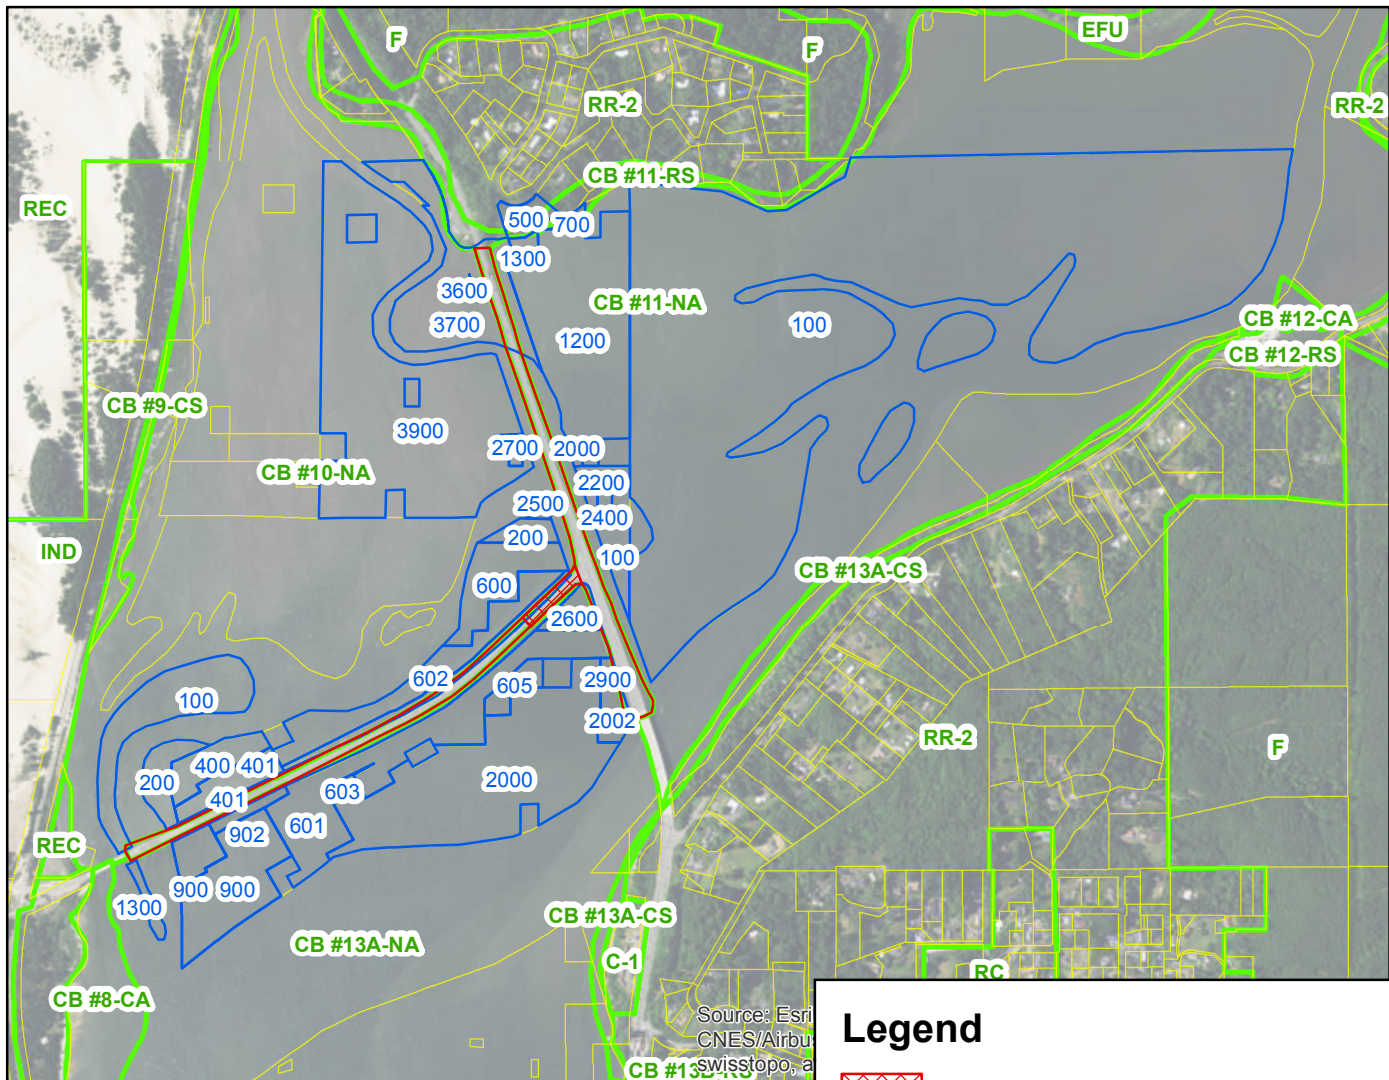 F
F
EFU
RR-2
RR-2
CB #11-RS
REC
500
700
1300
3600
CB #11-NA
3700
1200
100
CB #12-CA
CB #12-RS
CB #9-CS
3900
2700
2000
CB #10-NA
2200
2500
2400
IND
200
100
CB #13A-CS
600
2600
602
605
2900
100
2002
RR-2
F
400
401
200
2000
401
603
902
601
REC
900
900
1300
CB #13A-CS
CB #13A-NA
C-1
RC
CB #8-CA
Source: Esri
CNES/Airbus
swisstopo, a
Legend